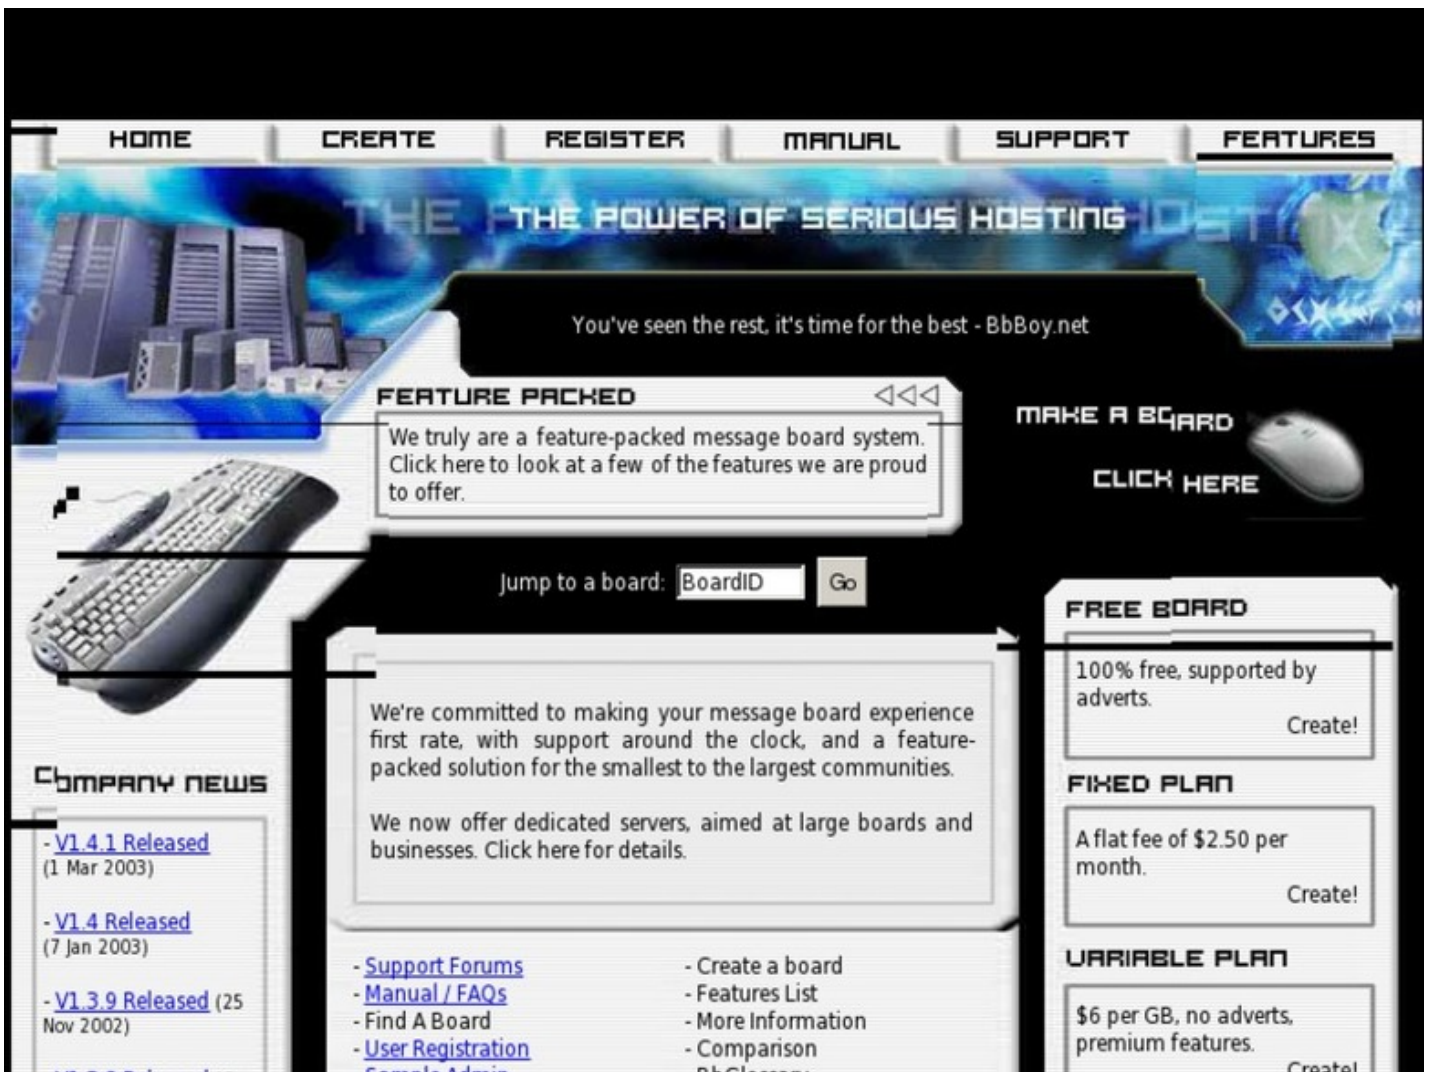 HOME CREATE REGISTER MANUAL SUPPORT FEATURES
THE POWER OF SERIOUS HOSTING
You've seen the rest, it's time for the best - BbBoy.net
FEATURE PACKED
We truly are a feature-packed message board system.
Click here to look at a few of the features we are proud
to offer.
MAKE A BOARD
CLICK HERE
Jump to a board: BoardID Go
We're committed to making your message board experience
first rate, with support around the clock, and a feature-
packed solution for the smallest to the largest communities.
We now offer dedicated servers, aimed at large boards and
businesses. Click here for details.
FREE BOARD
100% free, supported by
adverts.
Create!
FIXED PLAN
A flat fee of $2.50 per
month.
Create!
VARIABLE PLAN
$6 per GB, no adverts,
premium features.
Create!
COMPANY NEWS
- V1.4.1 Released
(1 Mar 2003)
- V1.4 Released
(7 Jan 2003)
- V1.3.9 Released (25
Nov 2002)
- Support Forums
- Manual / FAQs
- Find A Board
- User Registration
- Sample Admin
- Create a board
- Features List
- More Information
- Comparison